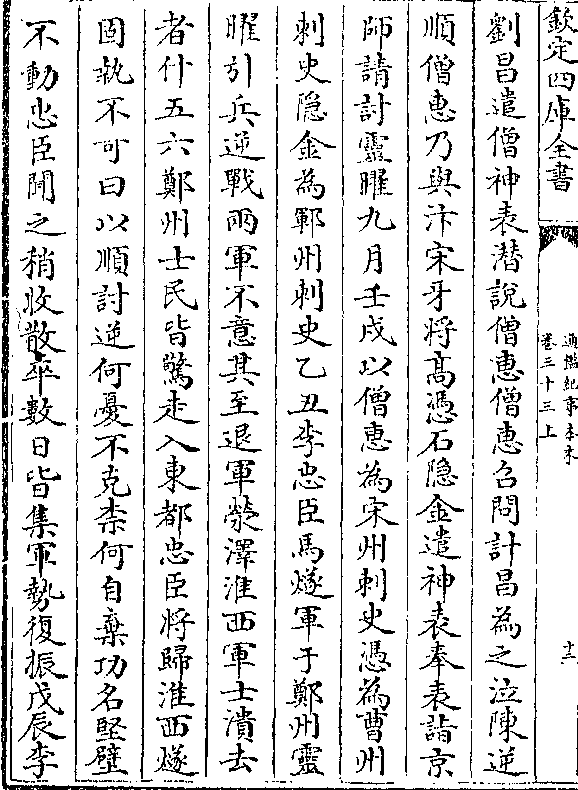 欽定四庫全書
通鑑紀事本末
卷三十三上
十二
劉昌遣僧神表潜說僧惠僧惠召問計昌為之泣陳逆
順僧惠乃與汴宋牙將髙憑石隐金遣神表奉表詣京
師請討靈曜九月壬戌以僧惠為宋州刺史憑為曹州
刺史隐金為鄆州刺史乙丑李忠臣馬燧軍于鄭州靈
曜引兵逆戰兩軍不意其至退軍滎澤淮西軍士潰去
者什五六鄭州士民皆驚走入東都忠臣將歸淮西燧
固執不可曰以順討逆何憂不克柰何自棄功名堅壁
不動忠臣聞之稍收散卒數日皆集軍勢復振戊辰李